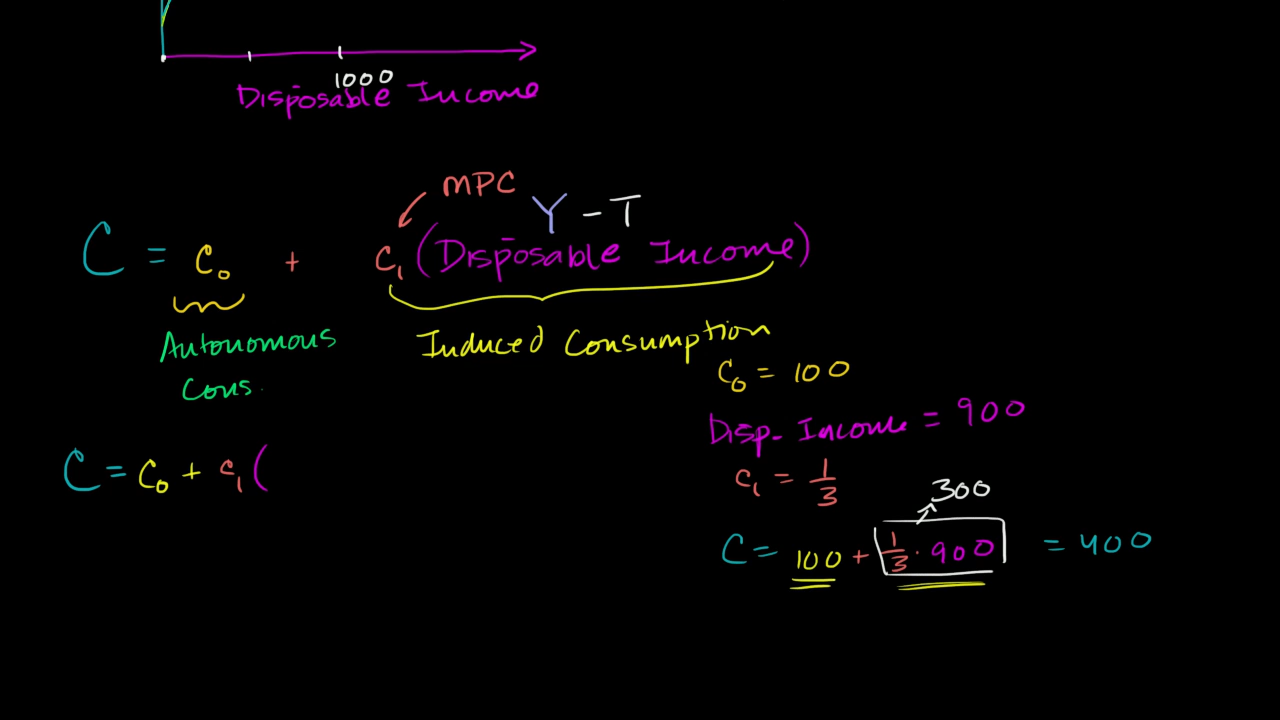 1000
Disposable Income
MPC
Y - T
C = C₀ + C₁ (Disposable Income)
Autonomous
Cons.
Induced Consumption
C₀ = 100
Disp. Income = 900
C₁ = 1/3
300
C = 100 + 1/3 · 900 = 400
C = C₀ + C₁ (